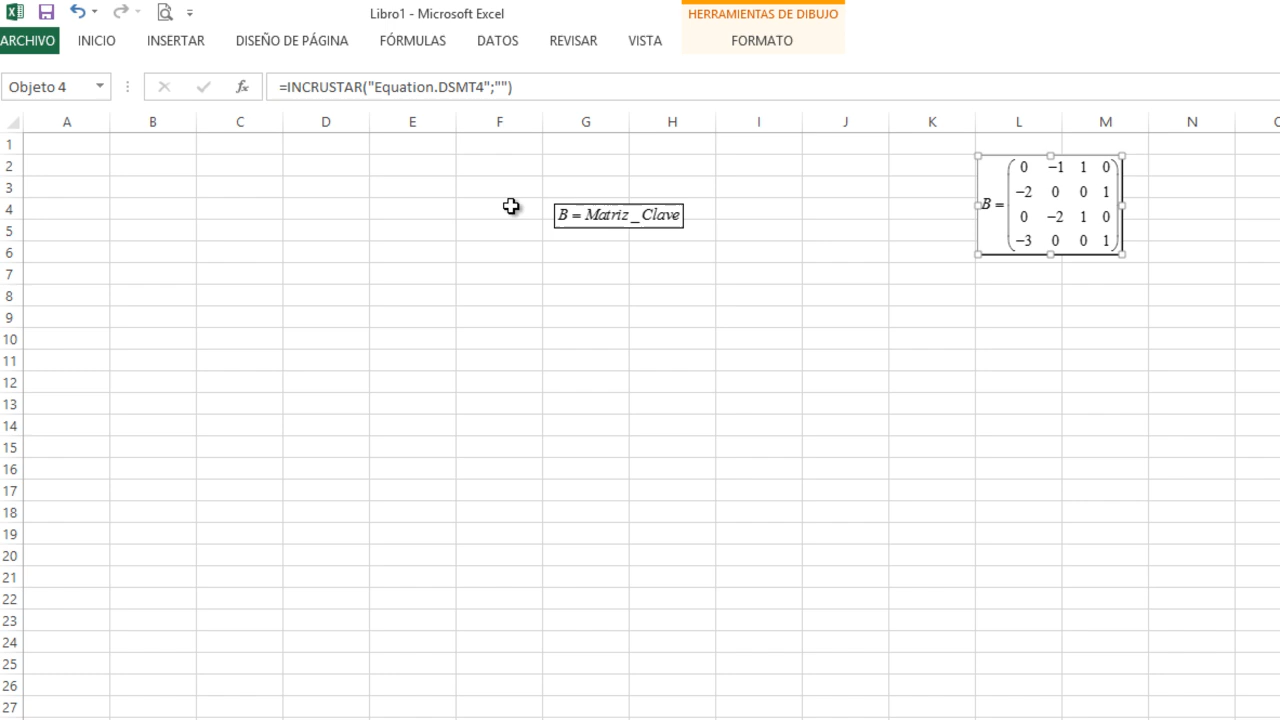 Libro1 - Microsoft Excel
HERRAMIENTAS DE DIBUJO
ARCHIVO INICIO INSERTAR DISEÑO DE PÁGINA FÓRMULAS DATOS REVISAR VISTA FORMATO
Objeto 4 fx =INCRUSTAR("Equation.DSMT4";"")
A B C D E F G H I J K L M N
1
2
3
4
5
6
7
8
9
10
11
12
13
14
15
16
17
18
19
20
21
22
23
24
25
26
27
B = Matriz _ Clave
B =
0 −1 1 0
−2 0 0 1
0 −2 1 0
−3 0 0 1